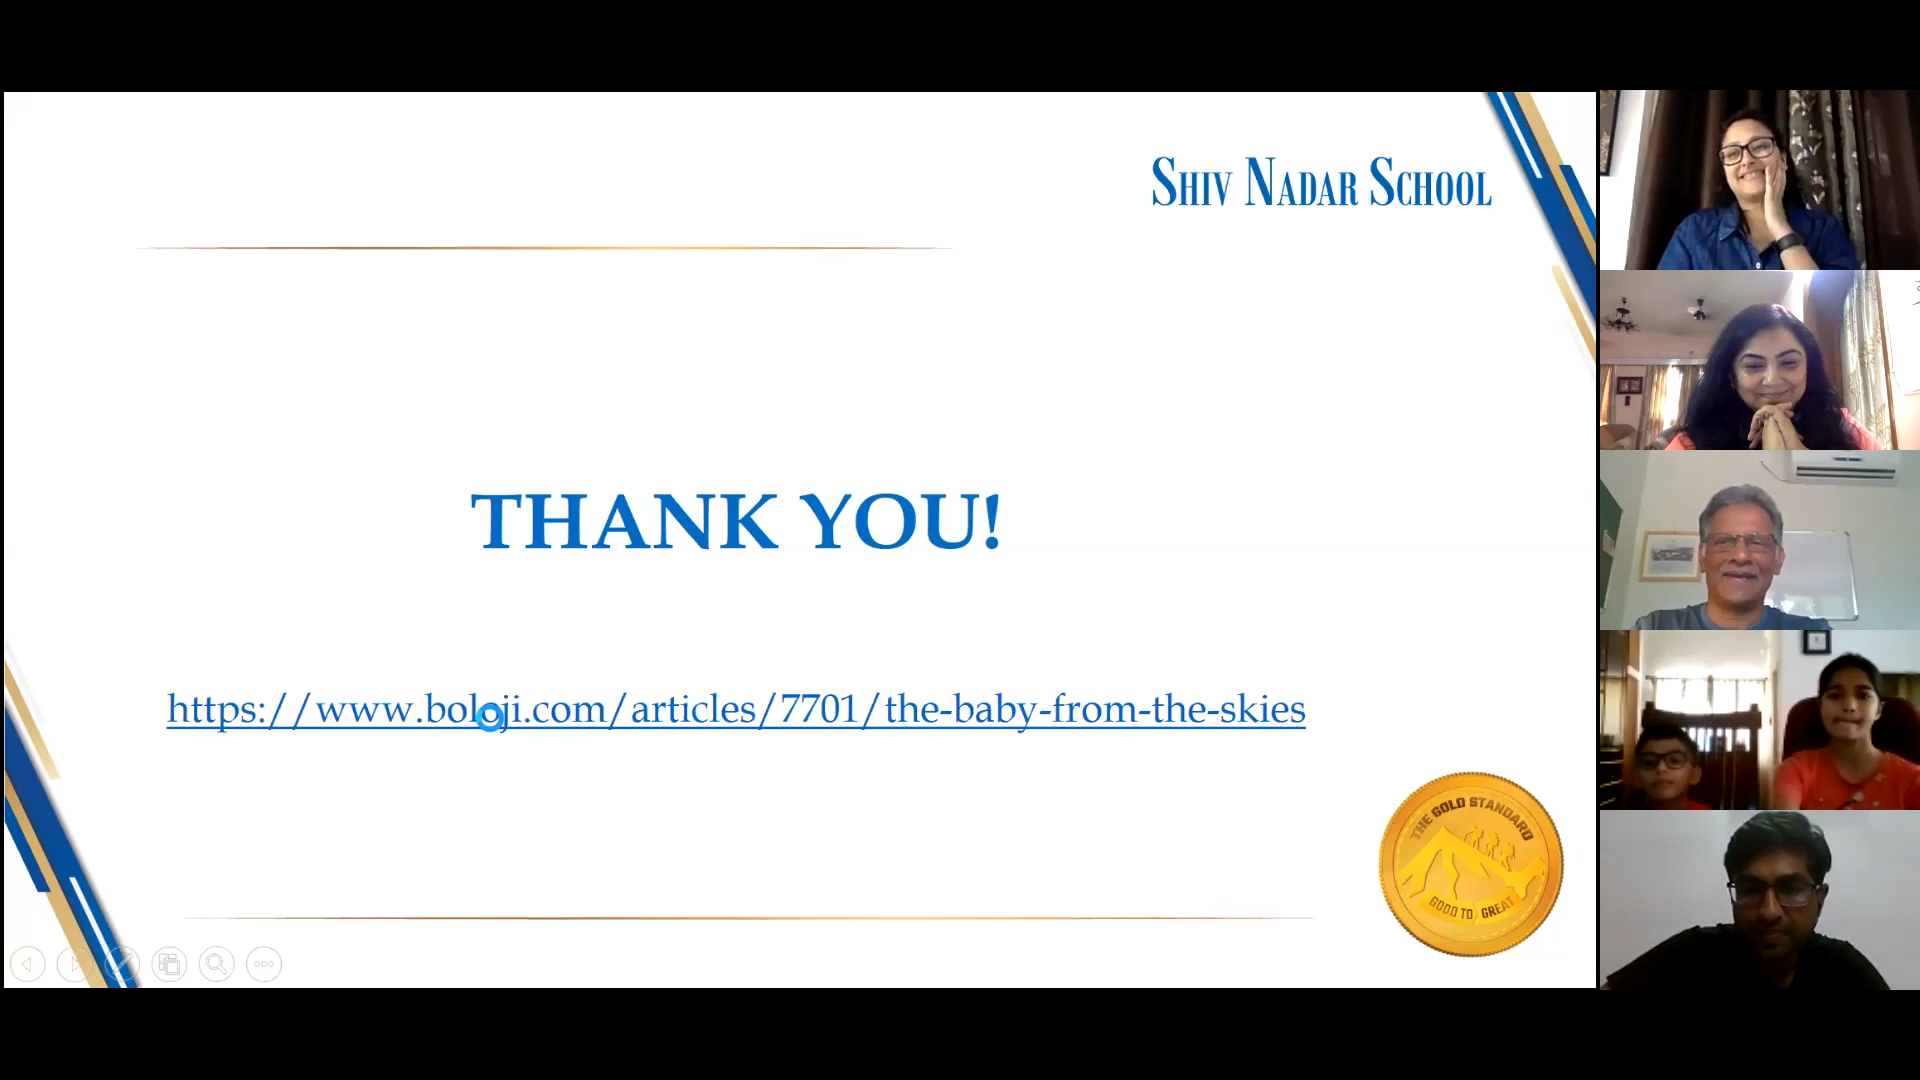 SHIV NADAR SCHOOL
THANK YOU!
https://www.boloji.com/articles/7701/the-baby-from-the-skies
THE GOLD STANDARD
GOOD TO GREAT